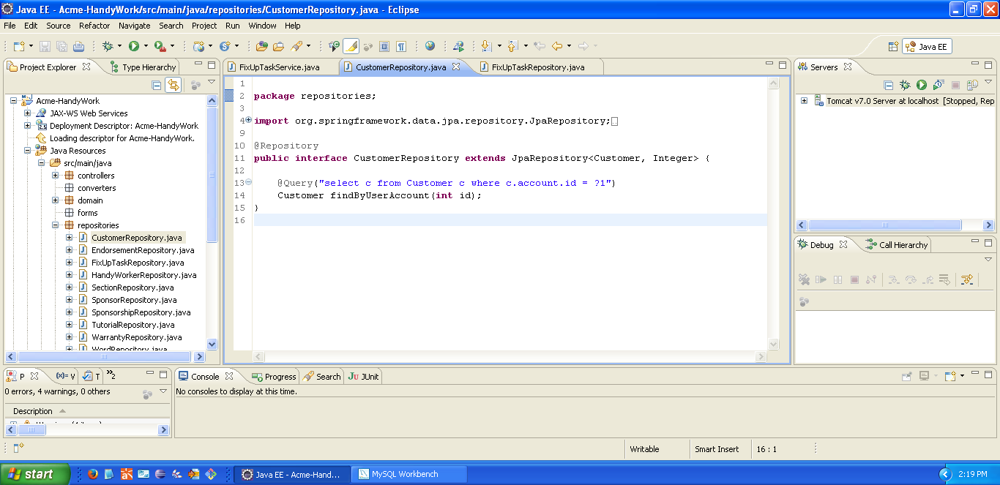 Java EE - Acme-HandyWork/src/main/java/repositories/CustomerRepository.java - Eclipse
File Edit Source Refactor Navigate Search Project Run Window Help
Java EE
Project Explorer
Type Hierarchy
Acme-HandyWork
JAX-WS Web Services
Deployment Descriptor: Acme-HandyWork
Loading descriptor for Acme-HandyWork.
Java Resources
src/main/java
controllers
converters
domain
forms
repositories
CustomerRepository.java
EndorsementRepository.java
FixUpTaskRepository.java
HandyWorkerRepository.java
SectionRepository.java
SponsorRepository.java
SponsorshipRepository.java
TutorialRepository.java
WarrantyRepository.java
WordRepository.java
FixUpTaskService.java CustomerRepository.java FixUpTaskRepository.java
1
2 package repositories;
3
4 import org.springframework.data.jpa.repository.JpaRepository;
9
10 @Repository
11 public interface CustomerRepository extends JpaRepository<Customer, Integer> {
12
13 @Query("select c from Customer c where c.account.id = ?1")
14 Customer findByUserAccount(int id);
15 }
16
Servers
Tomcat v7.0 Server at localhost [Stopped, Rep
Debug
Call Hierarchy
P (x)= V T »2
0 errors, 4 warnings, 0 others
Description
Console Progress Search JUnit
No consoles to display at this time.
Writable Smart Insert 16 : 1
start
Java EE - Acme-Hand...
MySQL Workbench
2:19 PM